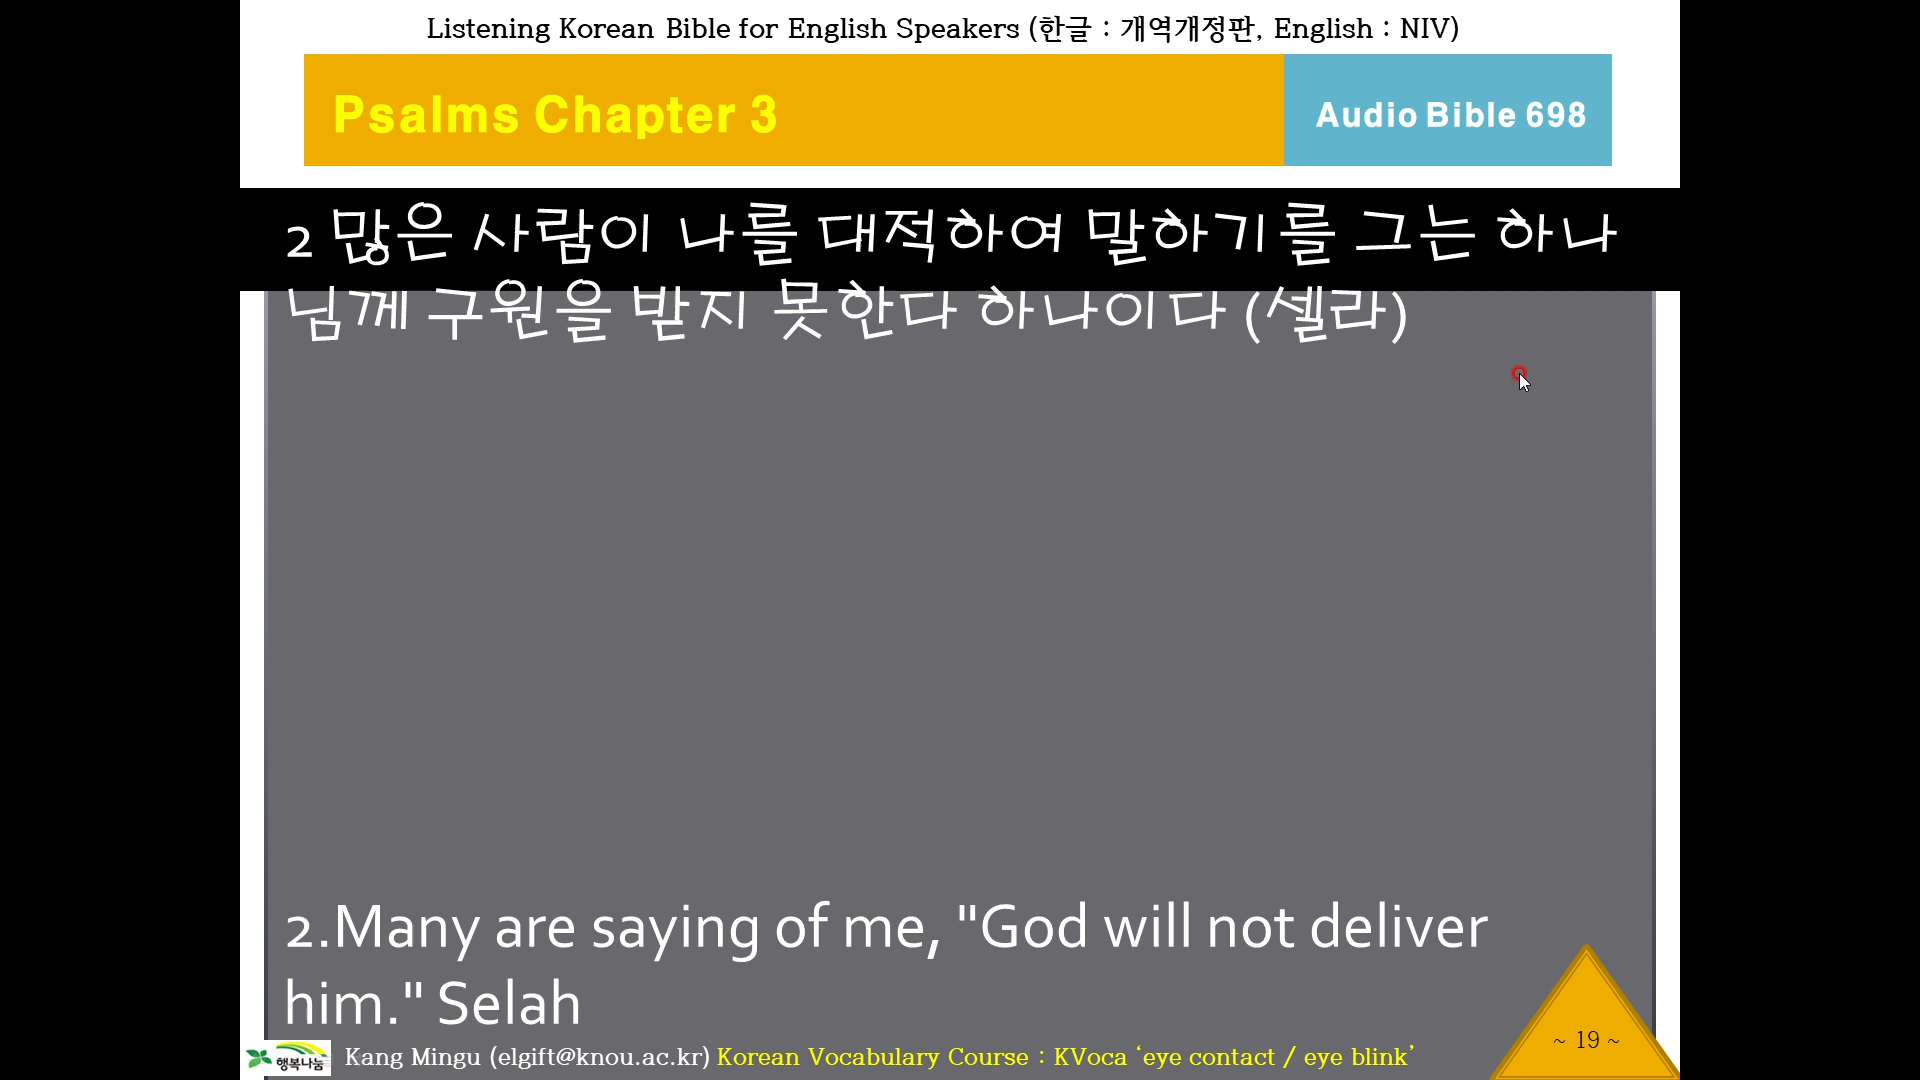 Listening Korean Bible for English Speakers (한글 : 개역개정판, English : NIV)
Psalms Chapter 3
Audio Bible 698
2 많은 사람이 나를 대적하여 말하기를 그는 하나
님께 구원을 받지 못한다 하나이다 (셀라)
2.Many are saying of me, "God will not deliver
him." Selah
~ 19 ~
행복나눔
Kang Mingu (elgift@knou.ac.kr) Korean Vocabulary Course : KVoca ‘eye contact / eye blink’